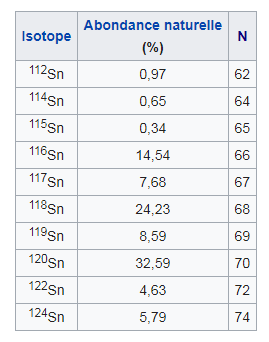 Isotope Abondance naturelle (%) N
¹¹²Sn 0,97 62
¹¹⁴Sn 0,65 64
¹¹⁵Sn 0,34 65
¹¹⁶Sn 14,54 66
¹¹⁷Sn 7,68 67
¹¹⁸Sn 24,23 68
¹¹⁹Sn 8,59 69
¹²⁰Sn 32,59 70
¹²²Sn 4,63 72
¹²⁴Sn 5,79 74